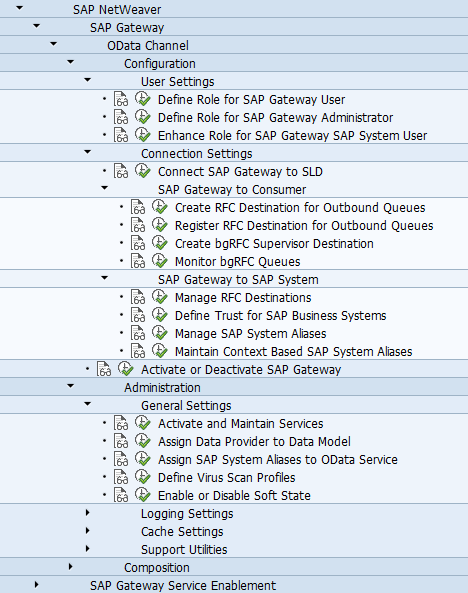 SAP NetWeaver
SAP Gateway
OData Channel
Configuration
User Settings
Define Role for SAP Gateway User
Define Role for SAP Gateway Administrator
Enhance Role for SAP Gateway SAP System User
Connection Settings
Connect SAP Gateway to SLD
SAP Gateway to Consumer
Create RFC Destination for Outbound Queues
Register RFC Destination for Outbound Queues
Create bgRFC Supervisor Destination
Monitor bgRFC Queues
SAP Gateway to SAP System
Manage RFC Destinations
Define Trust for SAP Business Systems
Manage SAP System Aliases
Maintain Context Based SAP System Aliases
Activate or Deactivate SAP Gateway
Administration
General Settings
Activate and Maintain Services
Assign Data Provider to Data Model
Assign SAP System Aliases to OData Service
Define Virus Scan Profiles
Enable or Disable Soft State
Logging Settings
Cache Settings
Support Utilities
Composition
SAP Gateway Service Enablement